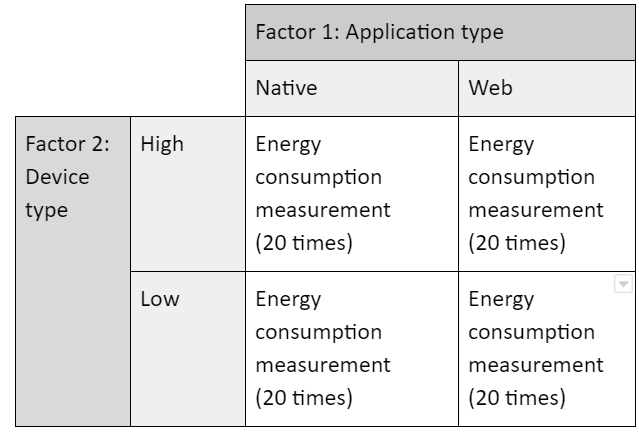 Factor 1: Application type
Native
Web
Factor 2:
Device
type
High
Energy
consumption
measurement
(20 times)
Energy
consumption
measurement
(20 times)
Low
Energy
consumption
measurement
(20 times)
Energy
consumption
measurement
(20 times)